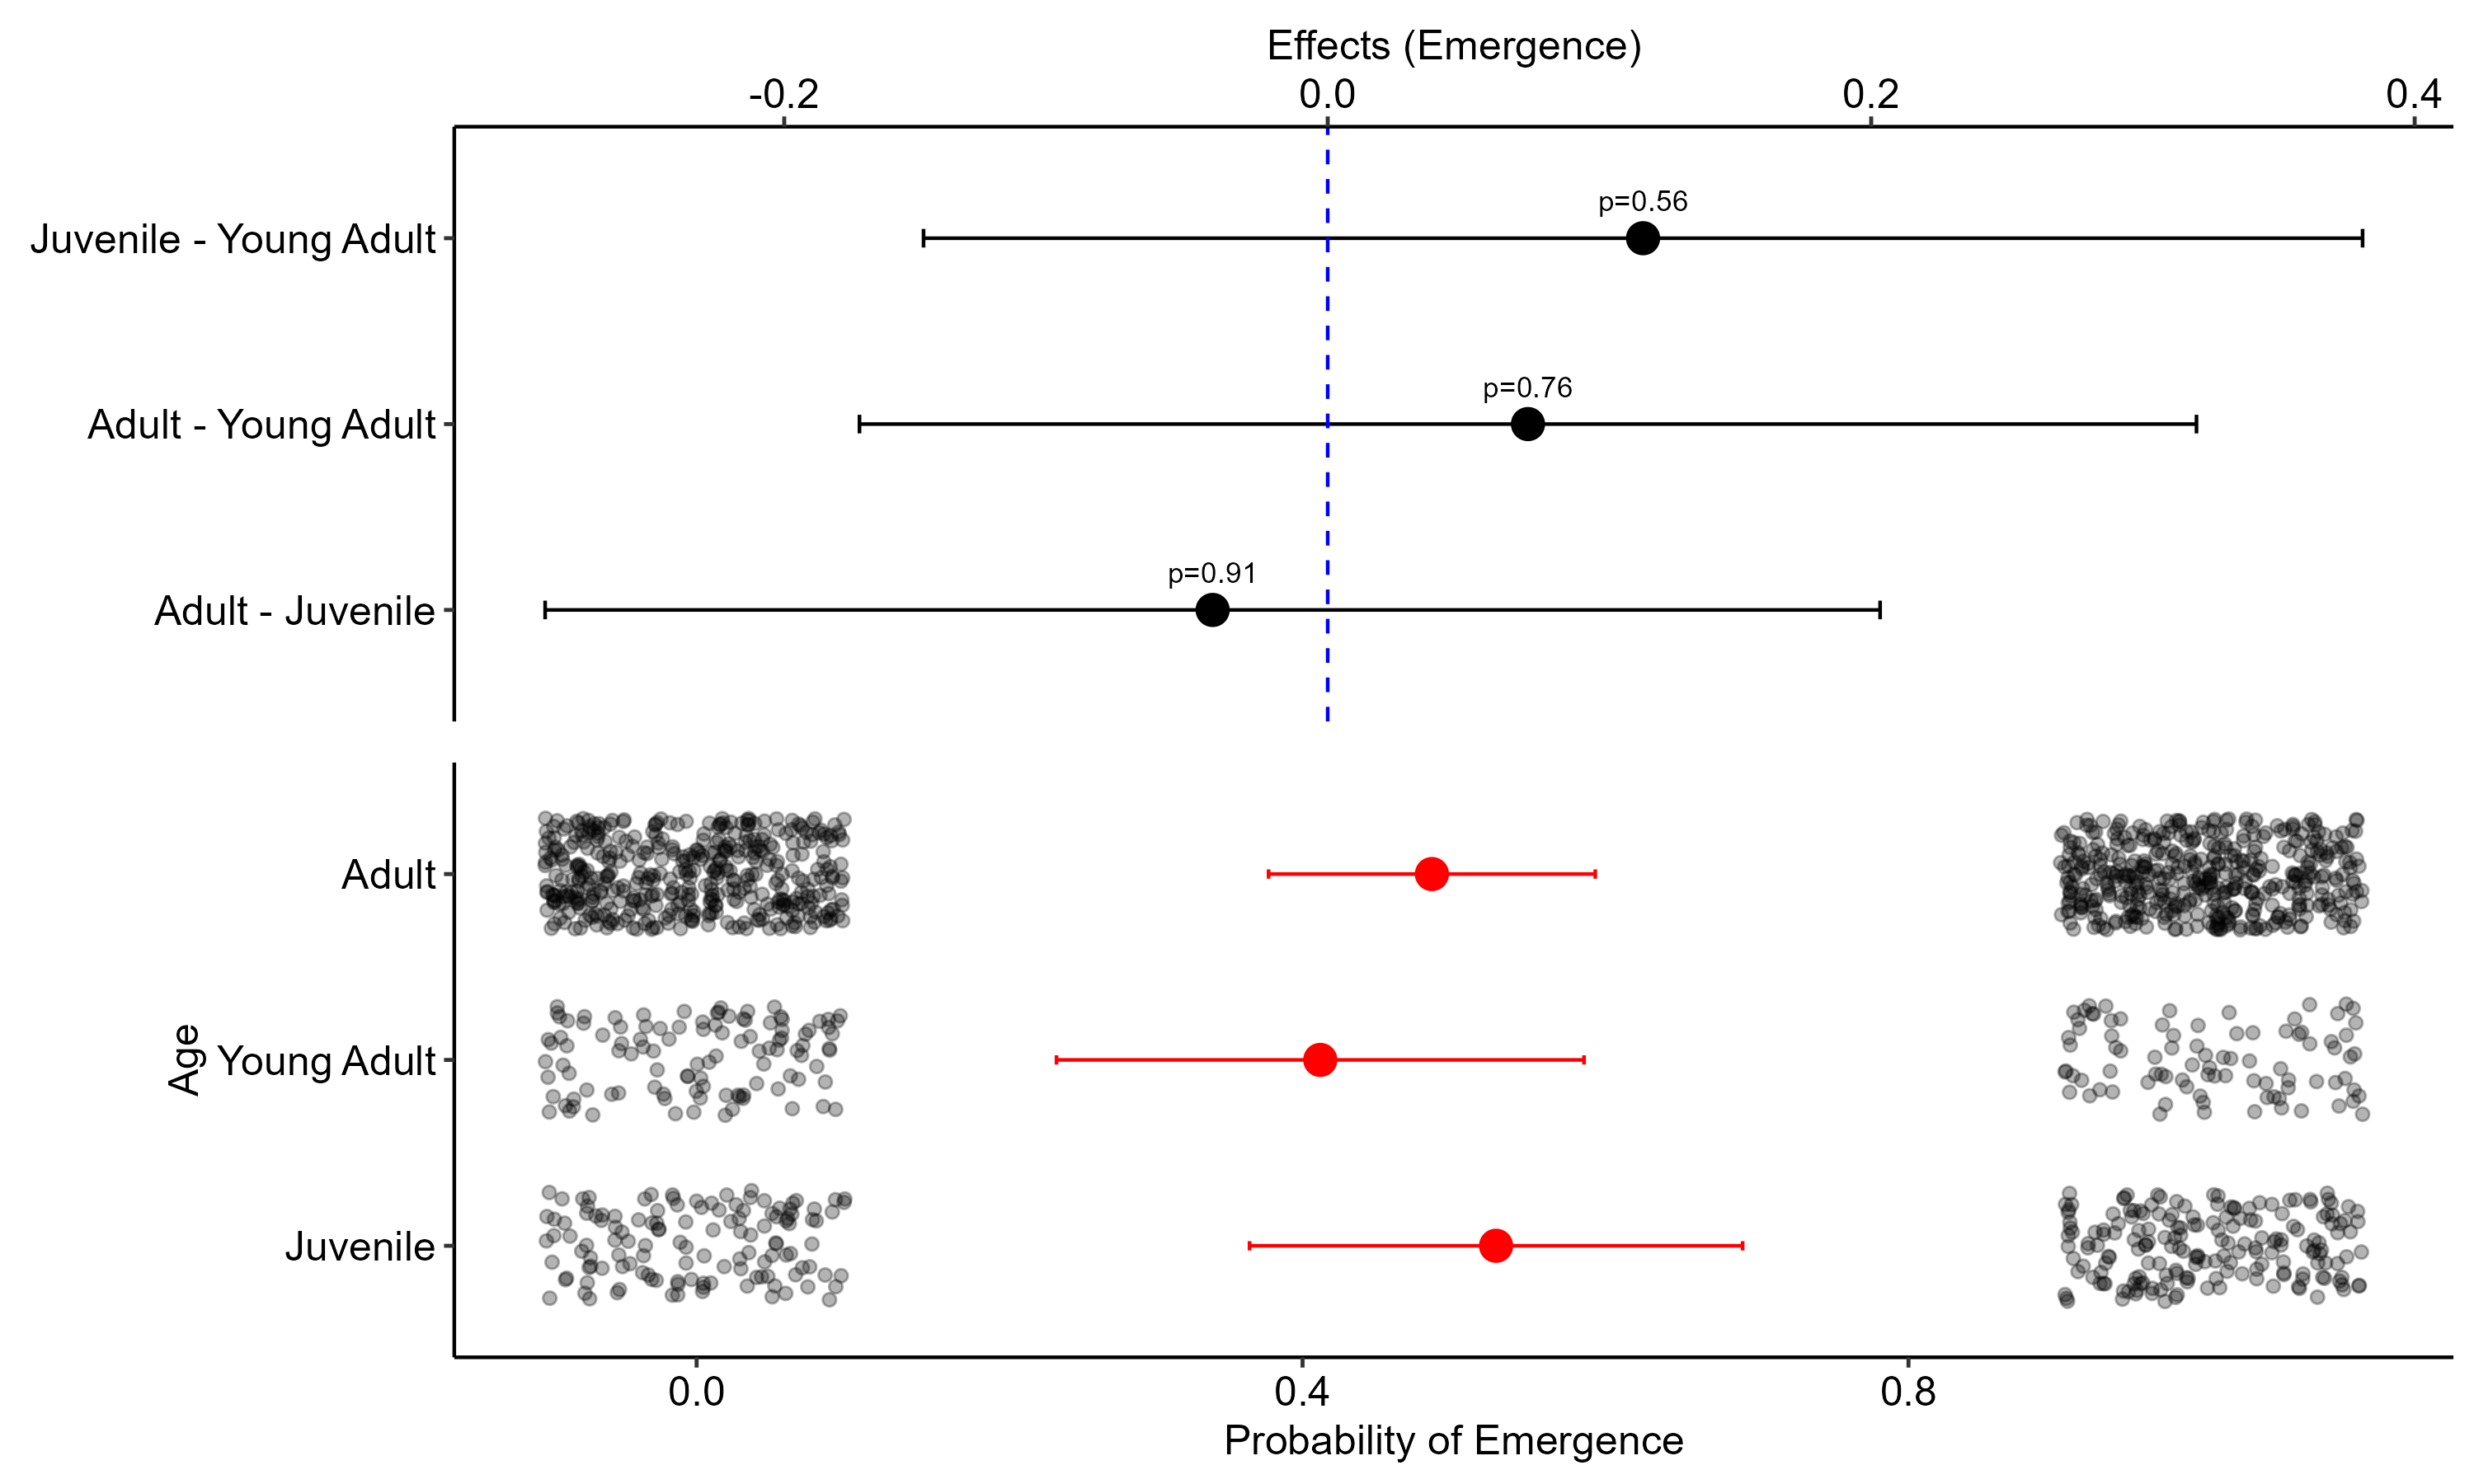 Effects (Emergence)
-0.2 0.0 0.2 0.4
p=0.56
Juvenile - Young Adult
p=0.76
Adult - Young Adult
p=0.91
Adult - Juvenile
Adult
Age
Young Adult
Juvenile
0.0 0.4 0.8
Probability of Emergence